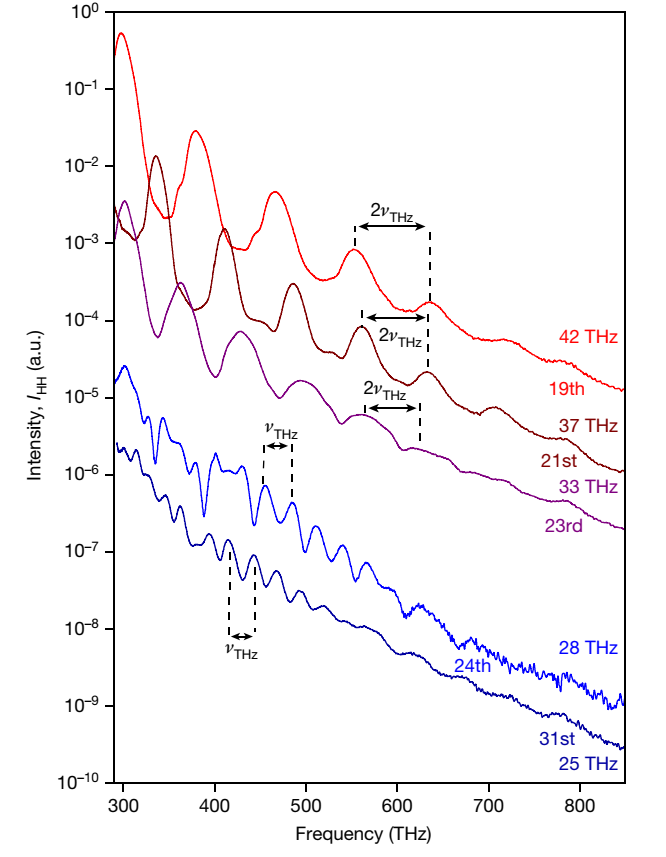 10⁰
10⁻¹
10⁻²
10⁻³
10⁻⁴
10⁻⁵
10⁻⁶
10⁻⁷
10⁻⁸
10⁻⁹
10⁻¹⁰
Intensity, I_HH (a.u.)
2ν_THz
2ν_THz
2ν_THz
ν_THz
ν_THz
42 THz
19th
37 THz
21st
33 THz
23rd
28 THz
24th
31st
25 THz
300 400 500 600 700 800
Frequency (THz)